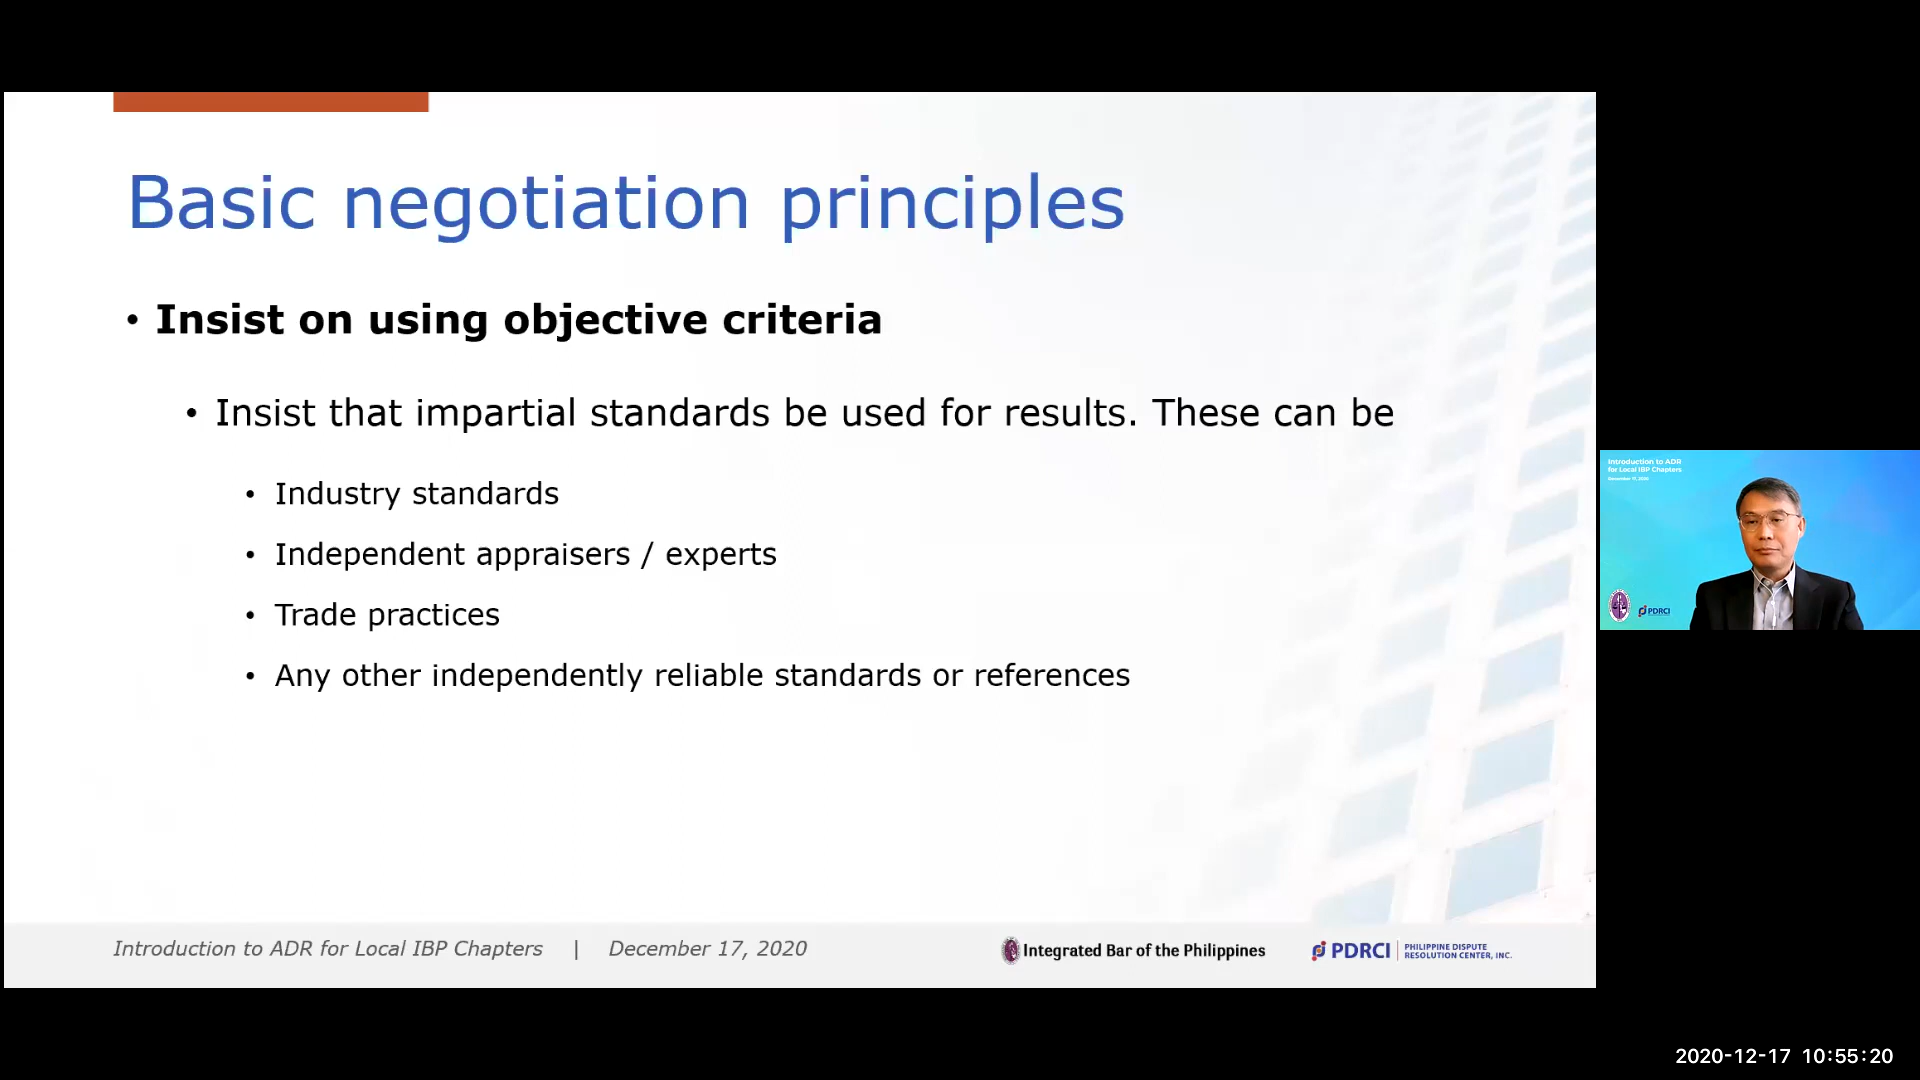 Basic negotiation principles
• Insist on using objective criteria
• Insist that impartial standards be used for results. These can be
• Industry standards
• Independent appraisers / experts
• Trade practices
• Any other independently reliable standards or references
Introduction to ADR for Local IBP Chapters | December 17, 2020
Integrated Bar of the Philippines
PDRCI
PHILIPPINE DISPUTE
RESOLUTION CENTER, INC.
Introduction to ADR
for Local IBP Chapters
December 17, 2020
PDRCI
2020-12-17 10:55:20